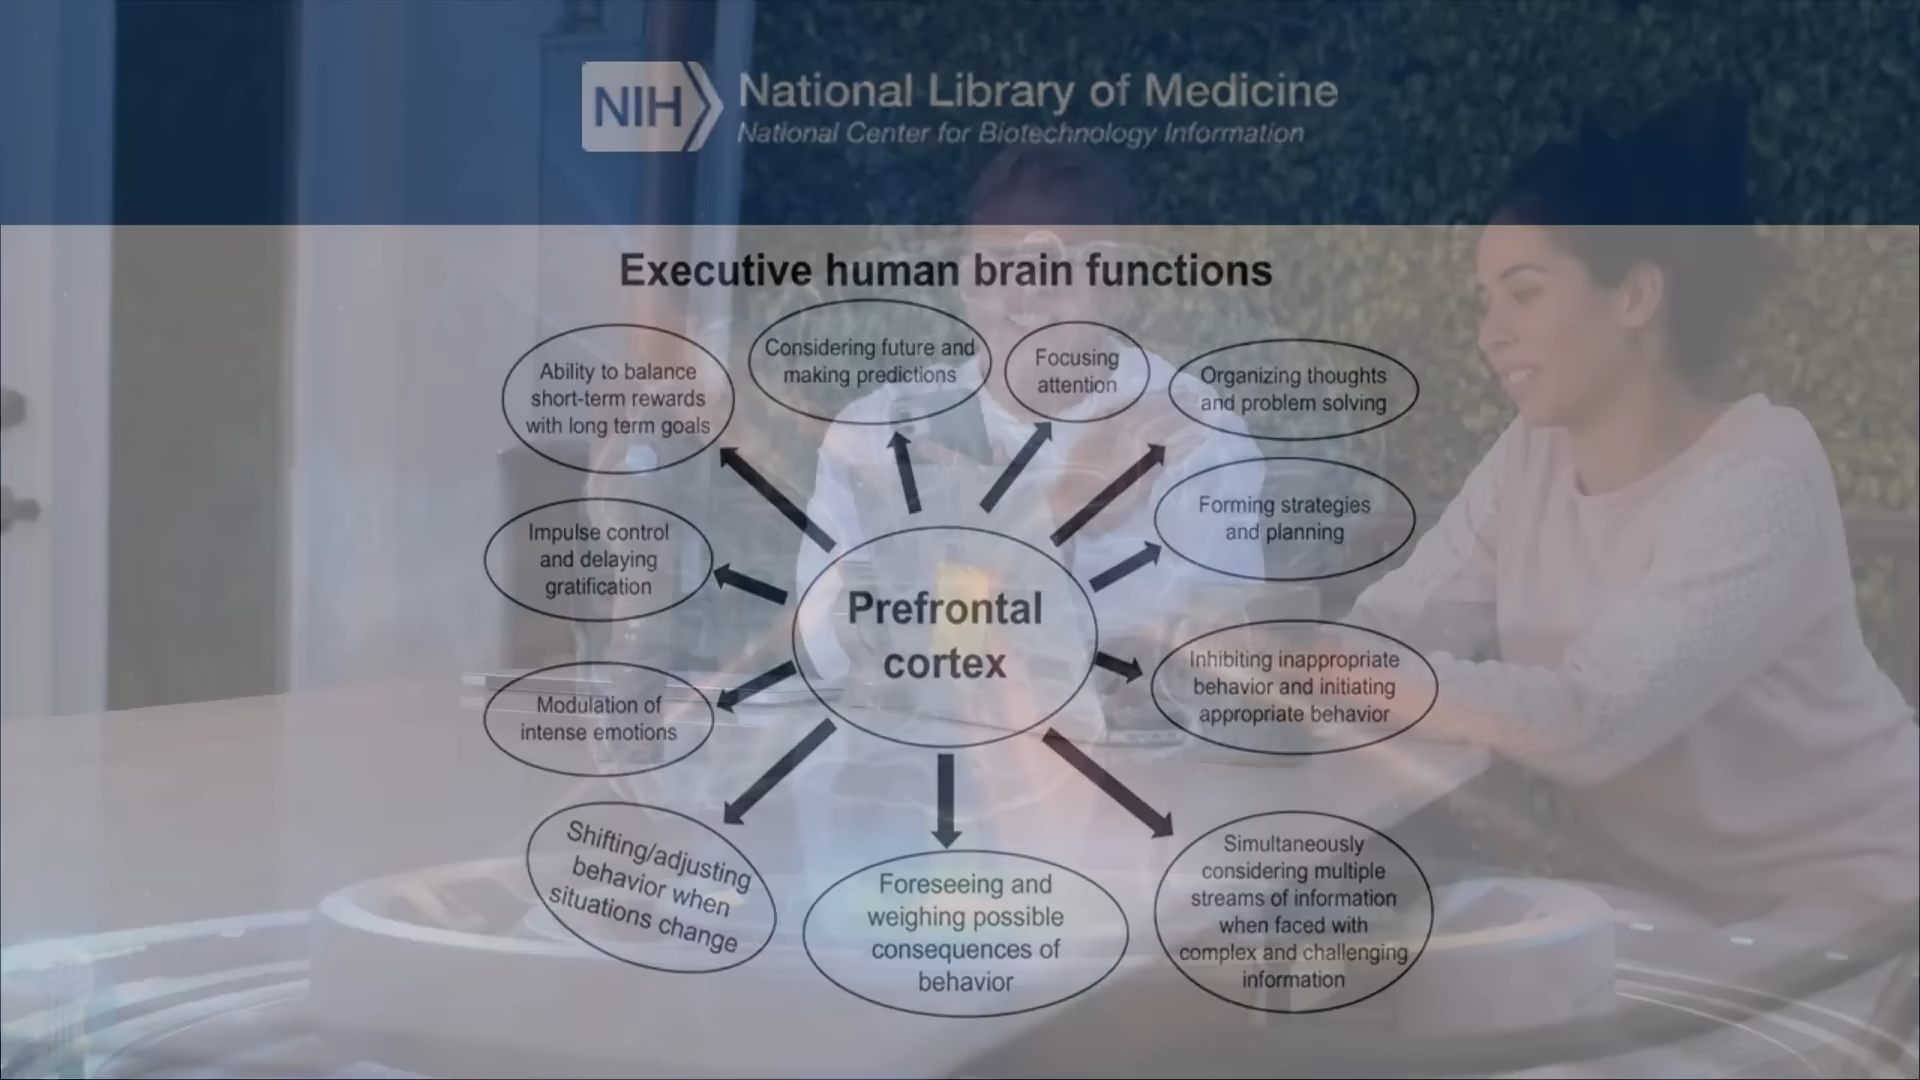 NIH
National Library of Medicine
National Center for Biotechnology Information
Executive human brain functions
Ability to balance
short-term rewards
with long term goals
Considering future and
making predictions
Focusing
attention
Organizing thoughts
and problem solving
Impulse control
and delaying
gratification
Forming strategies
and planning
Prefrontal
cortex
Modulation of
intense emotions
Inhibiting inappropriate
behavior and initiating
appropriate behavior
Shifting/adjusting
behavior when
situations change
Foreseeing and
weighing possible
consequences of
behavior
Simultaneously
considering multiple
streams of information
when faced with
complex and challenging
information